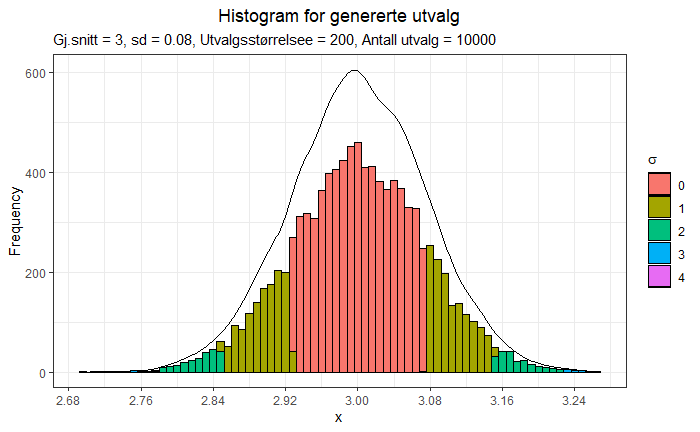 Histogram for genererte utvalg
Gj.snitt = 3, sd = 0.08, Utvalgsstørrelsee = 200, Antall utvalg = 10000
600
400
200
0
Frequency
2.68 2.76 2.84 2.92 3.00 3.08 3.16 3.24
x
σ
0
1
2
3
4